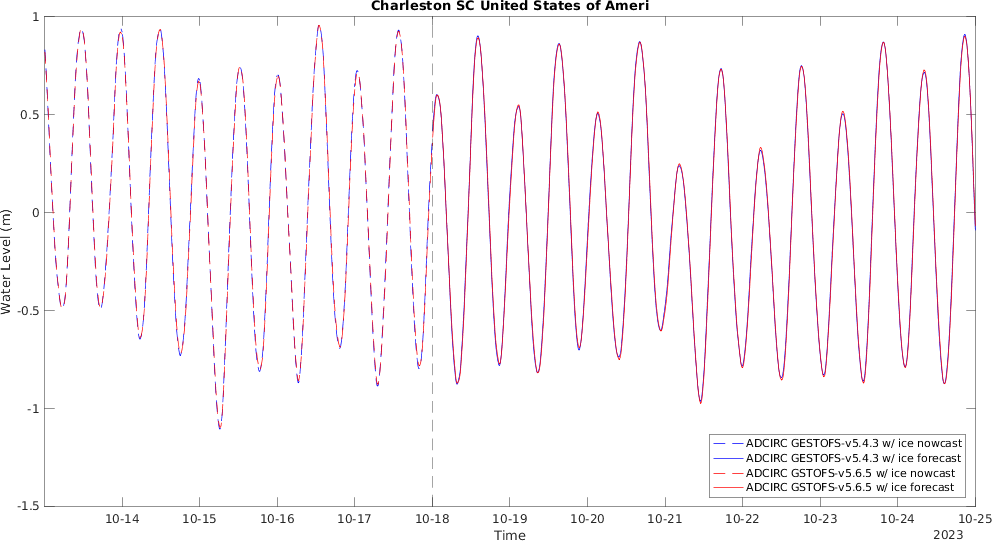 Charleston SC United States of Ameri
1
0.5
0
-0.5
-1
-1.5
Water Level (m)
10-14 10-15 10-16 10-17 10-18 10-19 10-20 10-21 10-22 10-23 10-24 10-25
Time
2023
ADCIRC GESTOFS-v5.4.3 w/ ice nowcast
ADCIRC GESTOFS-v5.4.3 w/ ice forecast
ADCIRC GSTOFS-v5.6.5 w/ ice nowcast
ADCIRC GSTOFS-v5.6.5 w/ ice forecast